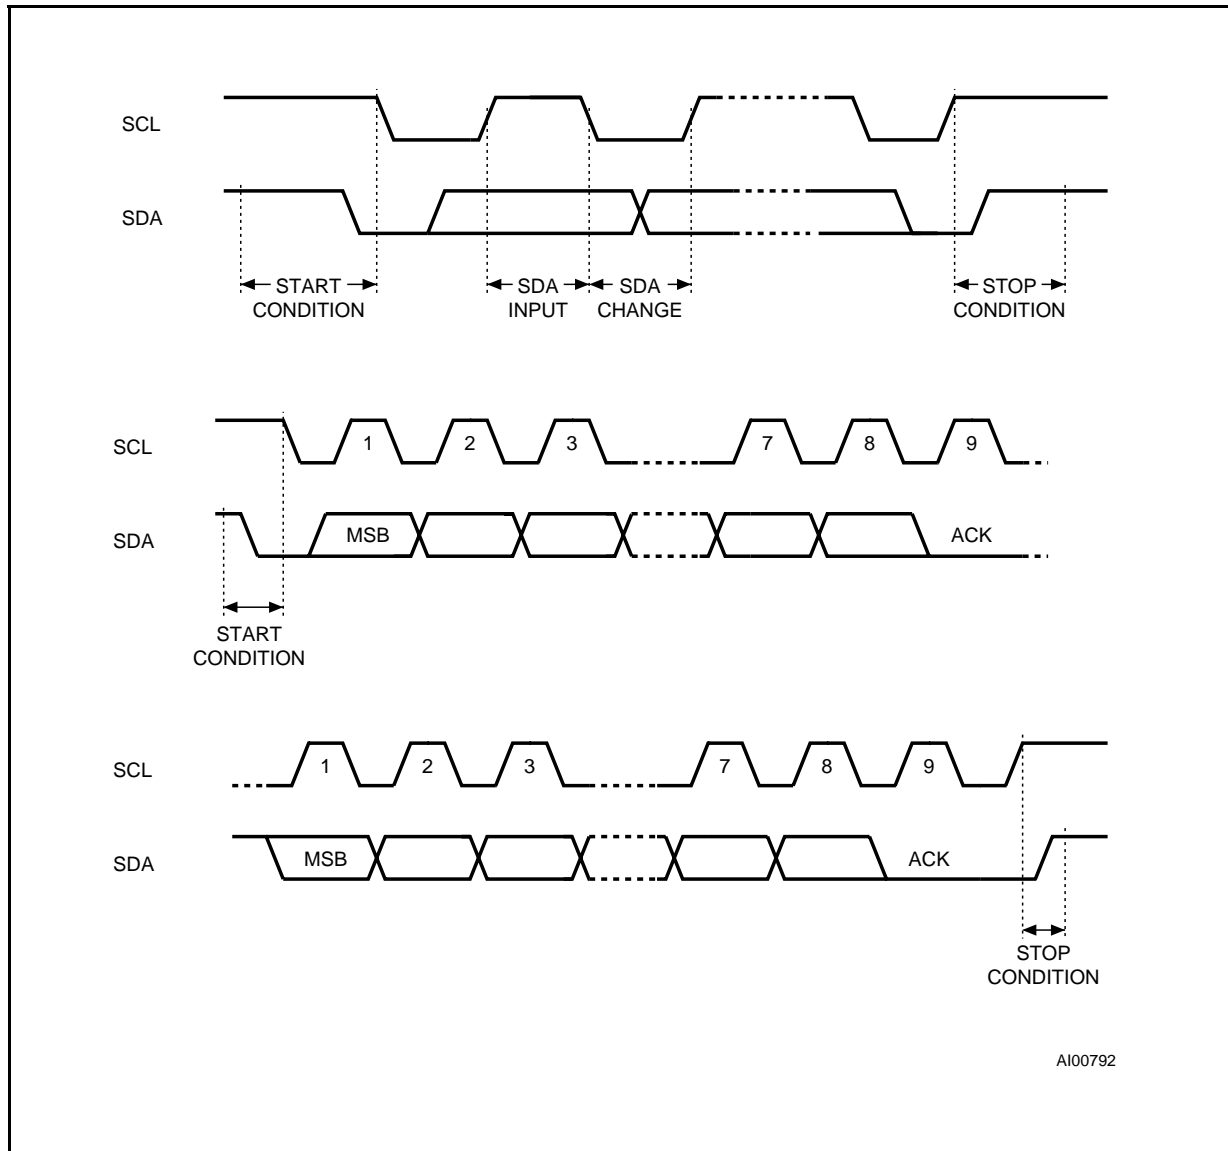 SCL
SDA
START
CONDITION
SDA
INPUT
SDA
CHANGE
STOP
CONDITION
SCL
1 2 3 7 8 9
SDA
MSB ACK
START
CONDITION
SCL
1 2 3 7 8 9
SDA
MSB ACK
STOP
CONDITION
AI00792